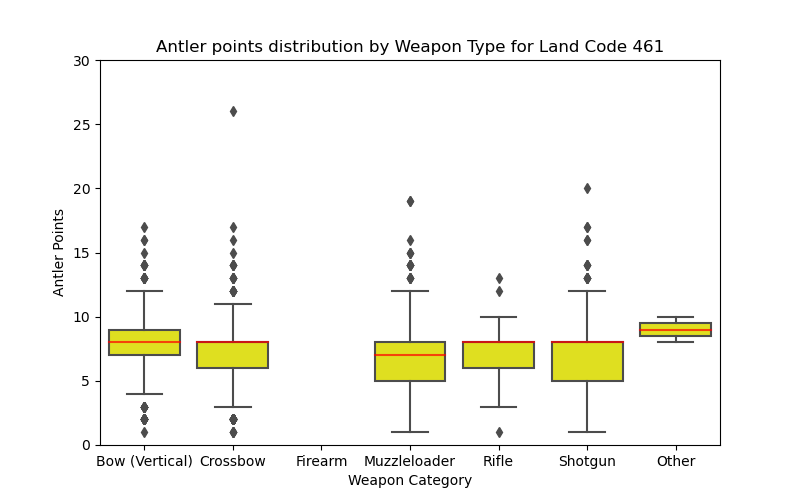 Antler points distribution by Weapon Type for Land Code 461
30
25
20
15
10
5
0
Antler Points
Bow (Vertical) Crossbow Firearm Muzzleloader Rifle Shotgun Other
Weapon Category